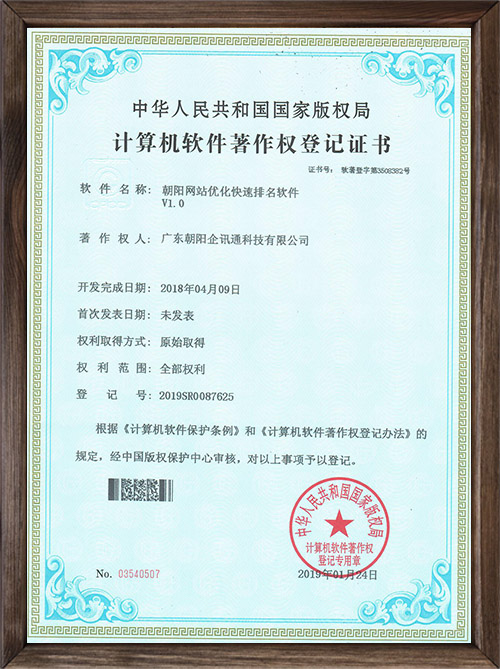 中华人民共和国国家版权局
计算机软件著作权登记证书
证书号： 软著登字第3508382号
软件名称： 朝阳网站优化快速排名软件
V1.0
著作权人： 广东朝阳企讯通科技有限公司
开发完成日期： 2018年04月09日
首次发表日期： 未发表
权利取得方式： 原始取得
权利范围： 全部权利
登记号： 2019SR0087625
根据《计算机软件保护条例》和《计算机软件著作权登记办法》的
规定，经中国版权保护中心审核，对以上事项予以登记。
中华人民共和国国家版权局
计算机软件著作权
登记专用章
No. 03540507
2019年01月24日